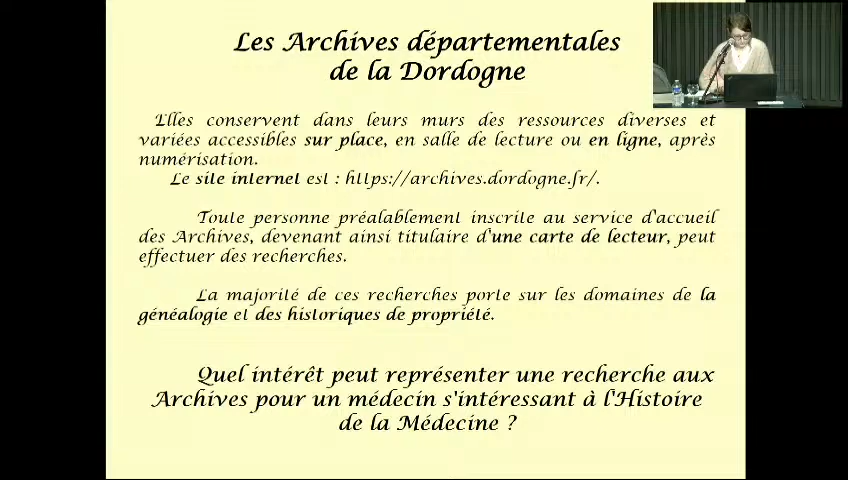 Les Archives départementales
de la Dordogne
Elles conservent dans leurs murs des ressources diverses et
variées accessibles sur place, en salle de lecture ou en ligne, après
numérisation.
Le site internet est : https://archives.dordogne.fr/.
Toute personne préalablement inscrite au service d'accueil
des Archives, devenant ainsi titulaire d'une carte de lecteur, peut
effectuer des recherches.
La majorité de ces recherches porte sur les domaines de la
généalogie et des historiques de propriété.
Quel intérêt peut représenter une recherche aux
Archives pour un médecin s'intéressant à l'Histoire
de la Médecine ?